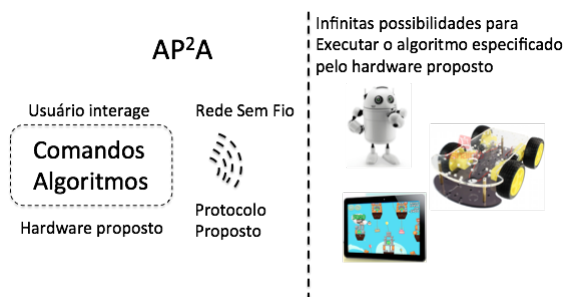 AP²A
Usuário interage
Comandos
Algoritmos
Hardware proposto
Rede Sem Fio
Protocolo
Proposto
Infinitas possibilidades para
Executar o algoritmo especificado
pelo hardware proposto